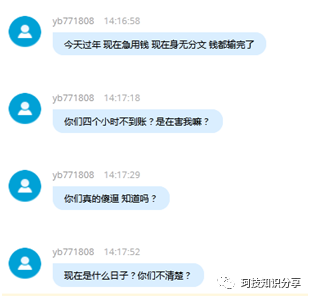 yb771808 14:16:58
今天过年 现在急用钱 现在身无分文 钱都输完了
yb771808 14:17:18
你们四个小时不到账？是在害我嘛？
yb771808 14:17:29
你们真的傻逼 知道吗？
yb771808 14:17:52
现在是什么日子？你们不清楚？
珂技知识分享